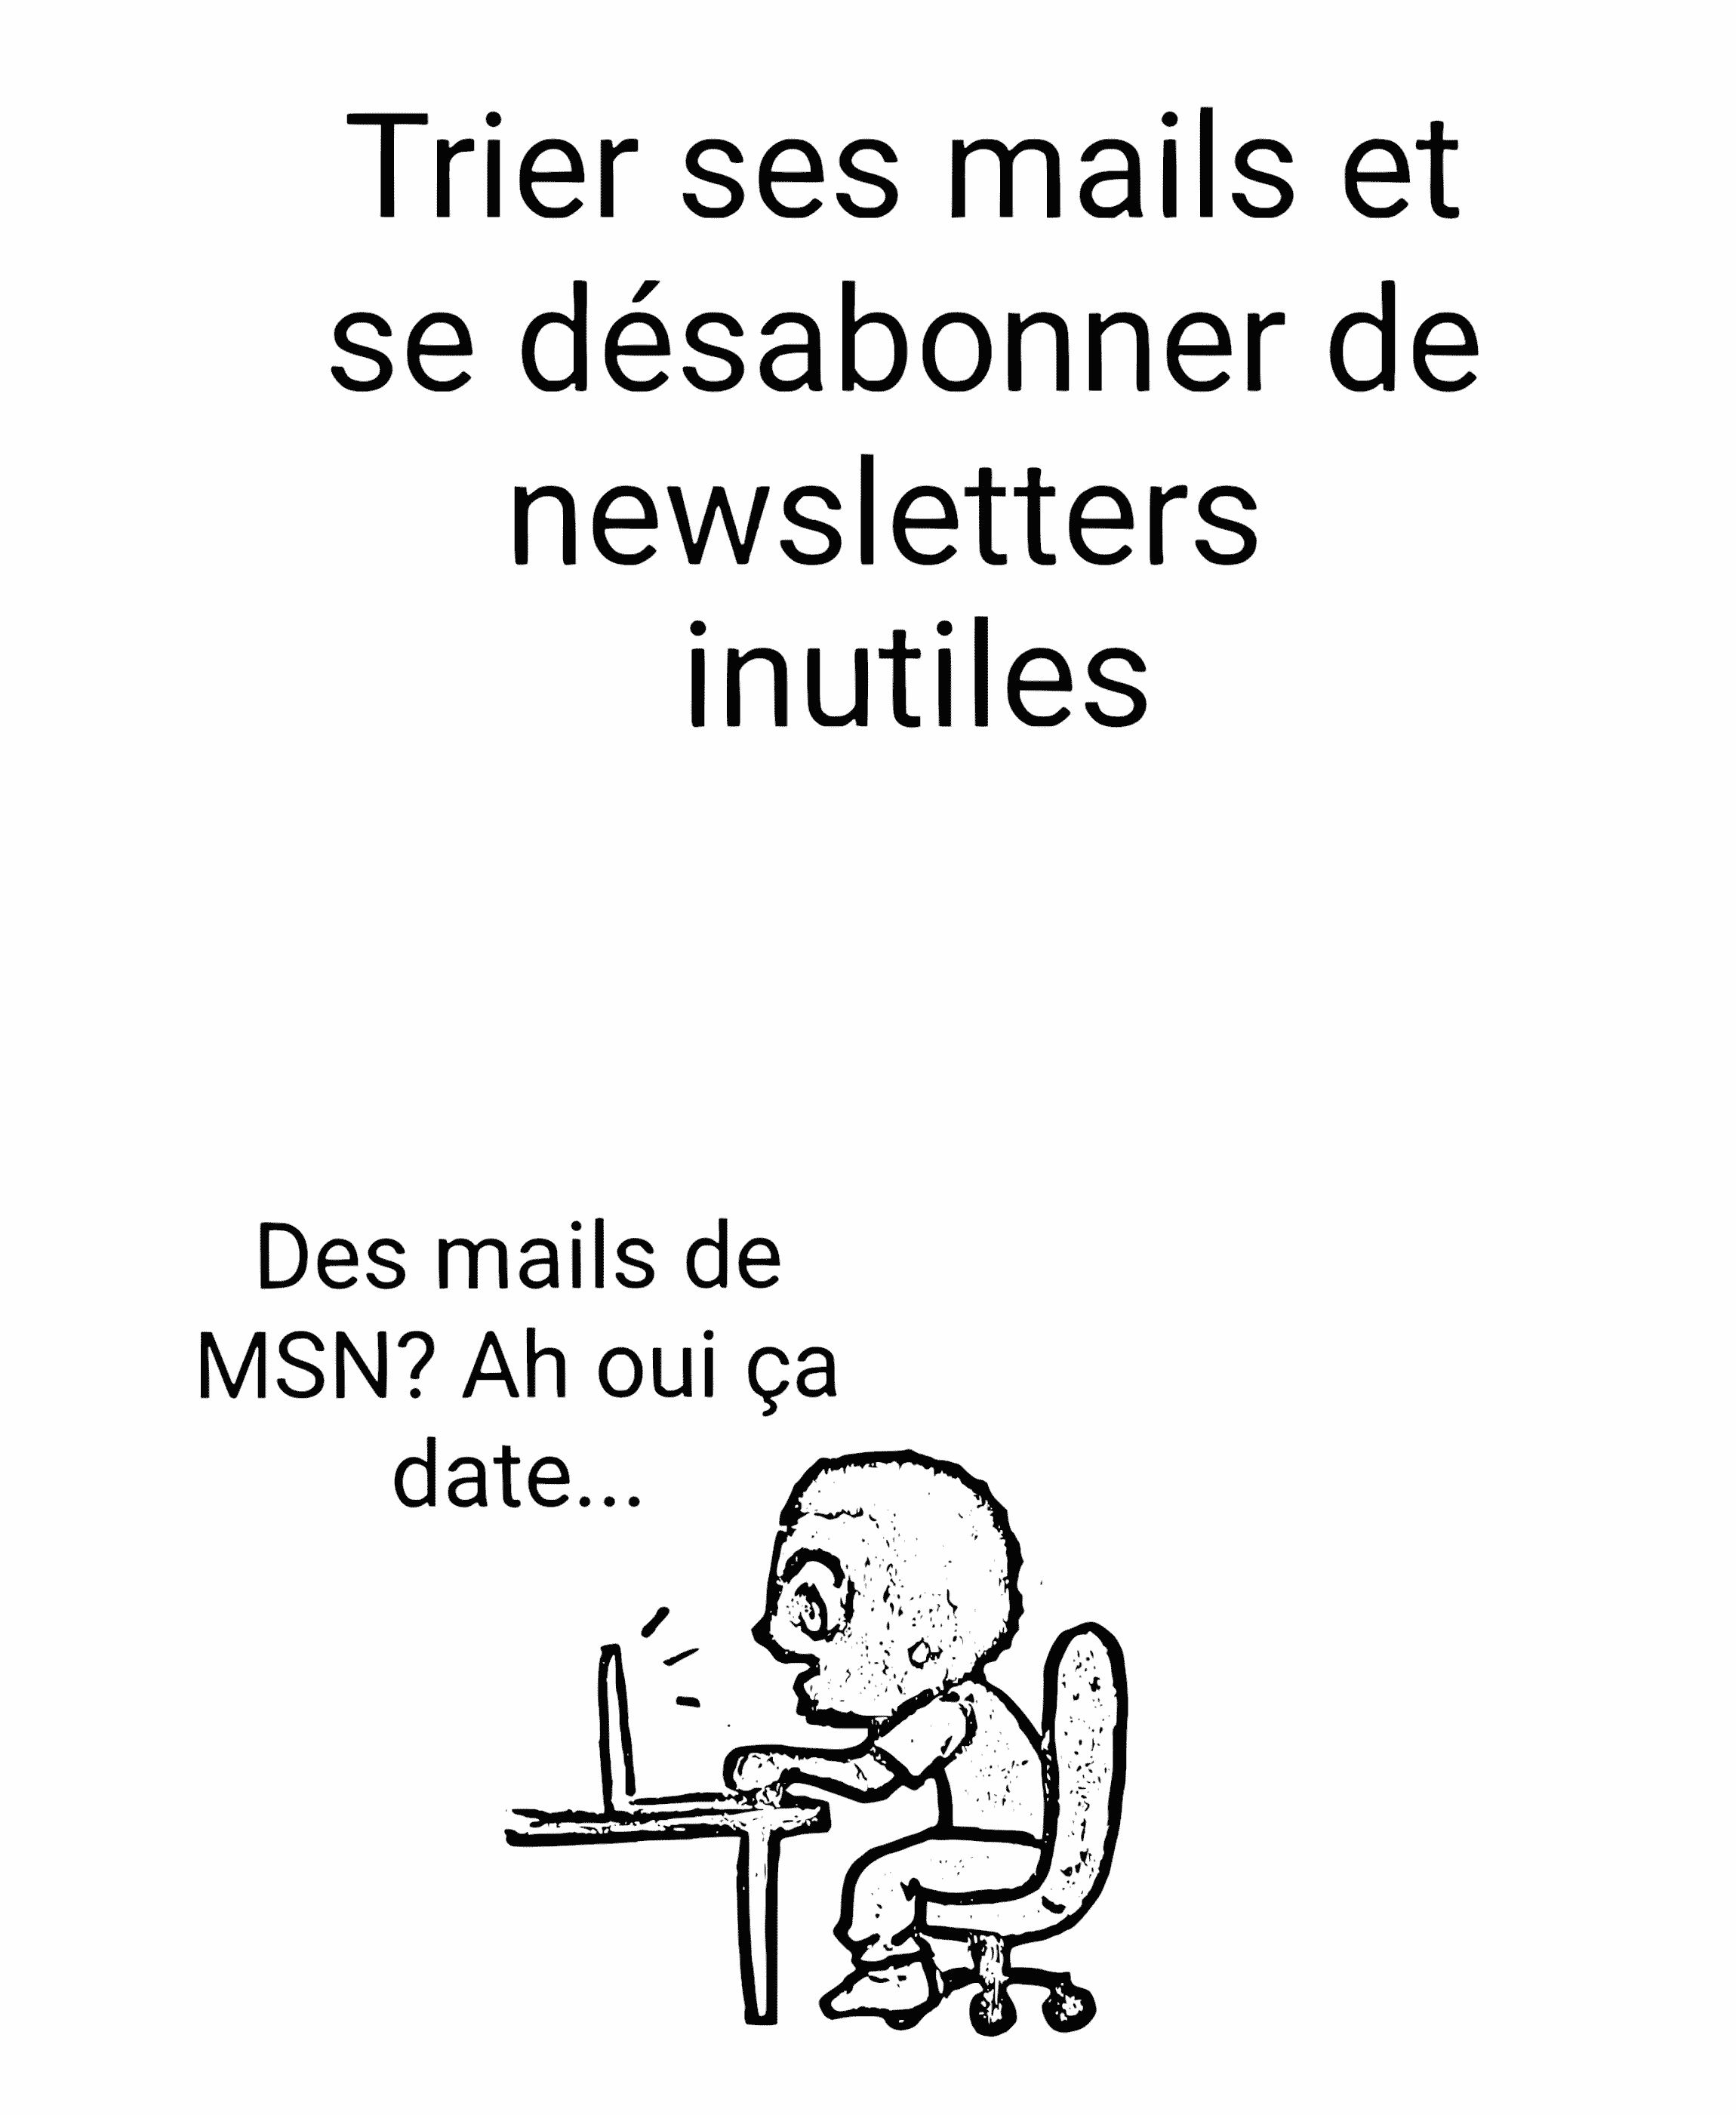 Trier ses mails et
se désabonner de
newsletters
inutiles
Des mails de
MSN? Ah oui ça
date...